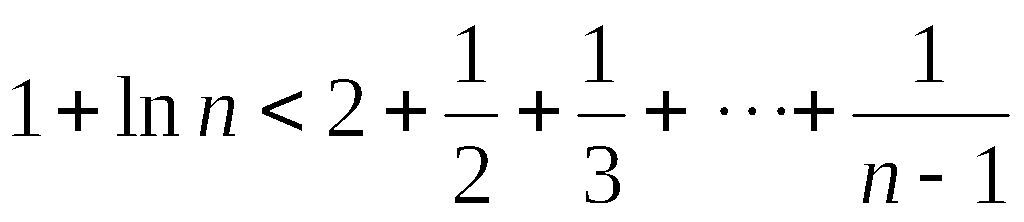 1 + ln n < 2 + 1/2 + 1/3 + ⋯ + 1/(n - 1)